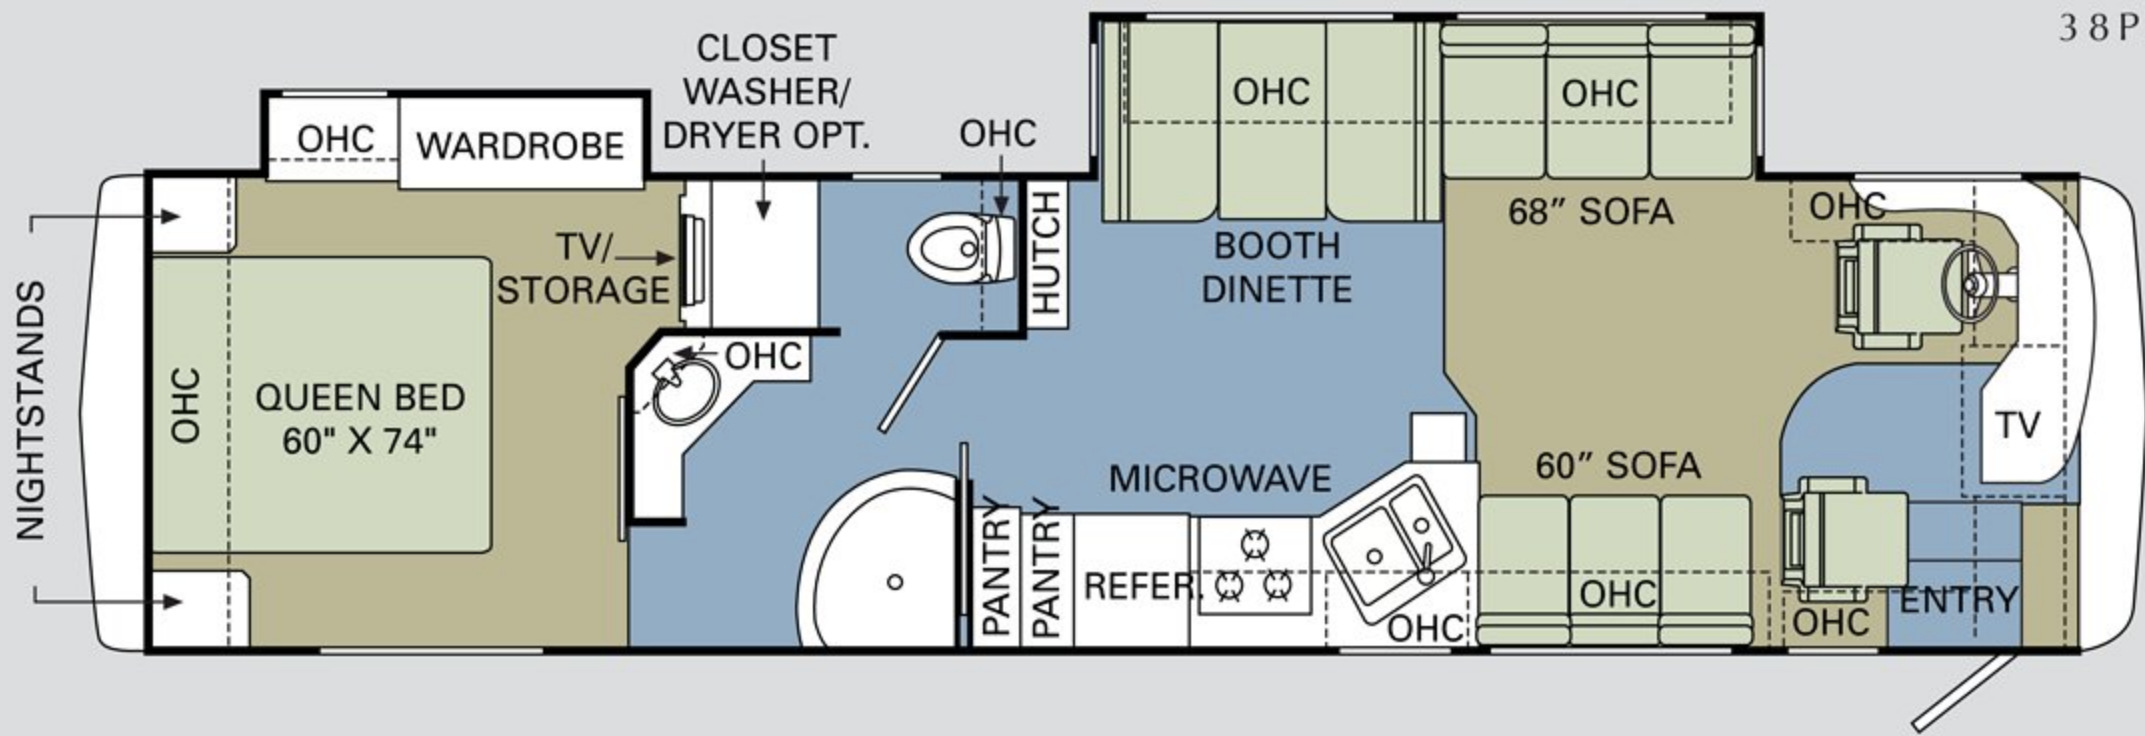 38P
CLOSET
WASHER/
DRYER OPT.
OHC
OHC
WARDROBE
OHC
OHC
NIGHTSTANDS
OHC
QUEEN BED
60" X 74"
TV/
STORAGE
OHC
HUTCH
BOOTH
DINETTE
68” SOFA
OHC
MICROWAVE
60” SOFA
TV
PANTRY
PANTRY
REFER.
OHC
OHC
OHC
ENTRY